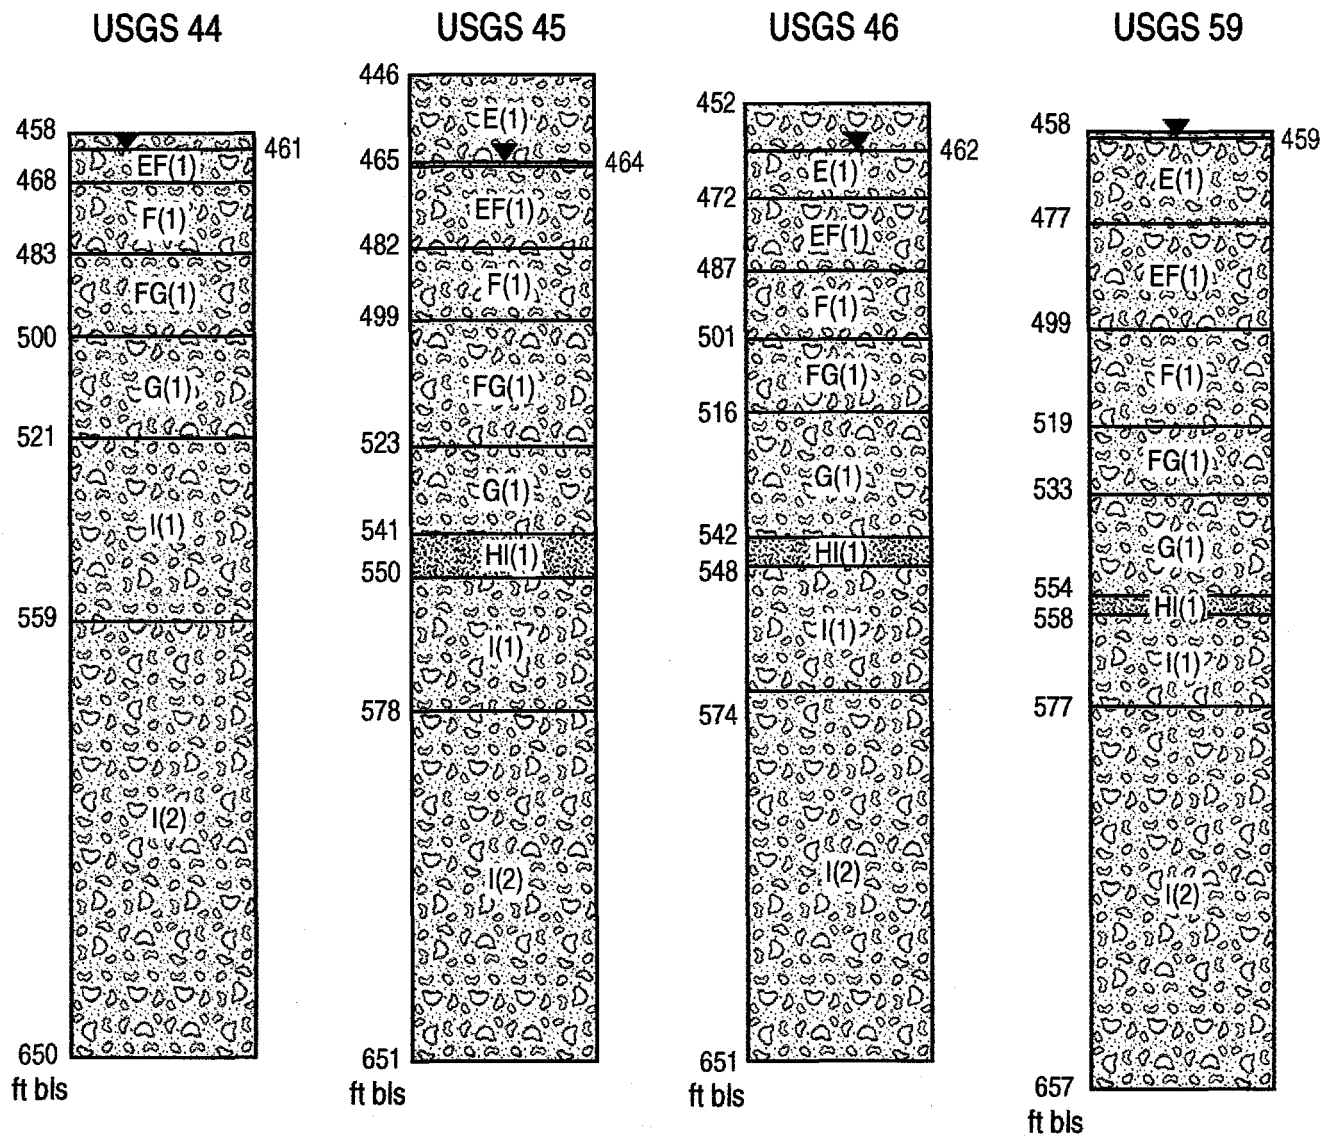 USGS 44
458
461
EF(1)
468
F(1)
483
FG(1)
500
G(1)
521
I(1)
559
I(2)
650
ft bls
USGS 45
446
E(1)
465
464
EF(1)
482
F(1)
499
FG(1)
523
G(1)
541
HI(1)
550
I(1)
578
I(2)
651
ft bls
USGS 46
452
462
E(1)
472
EF(1)
487
F(1)
501
FG(1)
516
G(1)
542
HI(1)
548
I(1)
574
I(2)
651
ft bls
USGS 59
458
459
E(1)
477
EF(1)
499
F(1)
519
FG(1)
533
G(1)
554
HI(1)
558
I(1)
577
I(2)
657
ft bls